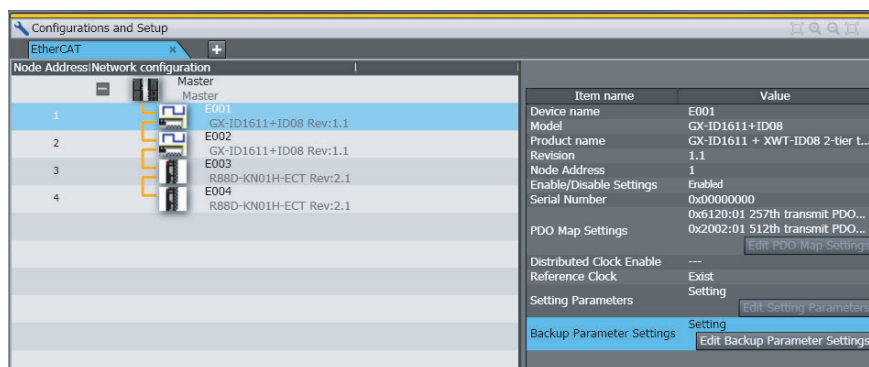 Configurations and Setup
EtherCAT × +
Node Address Network configuration
Master
Master
1 E001
GX-ID1611+ID08 Rev:1.1
2 E002
GX-ID1611+ID08 Rev:1.1
3 E003
R88D-KN01H-ECT Rev:2.1
4 E004
R88D-KN01H-ECT Rev:2.1
Item name Value
Device name E001
Model GX-ID1611+ID08
Product name GX-ID1611 + XWT-ID08 2-tier t...
Revision 1.1
Node Address 1
Enable/Disable Settings Enabled
Serial Number 0x00000000
PDO Map Settings 0x6120:01 257th transmit PDO...
0x2002:01 512th transmit PDO...
Edit PDO Map Settings
Distributed Clock Enable ---
Reference Clock Exist
Setting Parameters Setting
Edit Setting Parameters
Backup Parameter Settings Setting
Edit Backup Parameter Settings